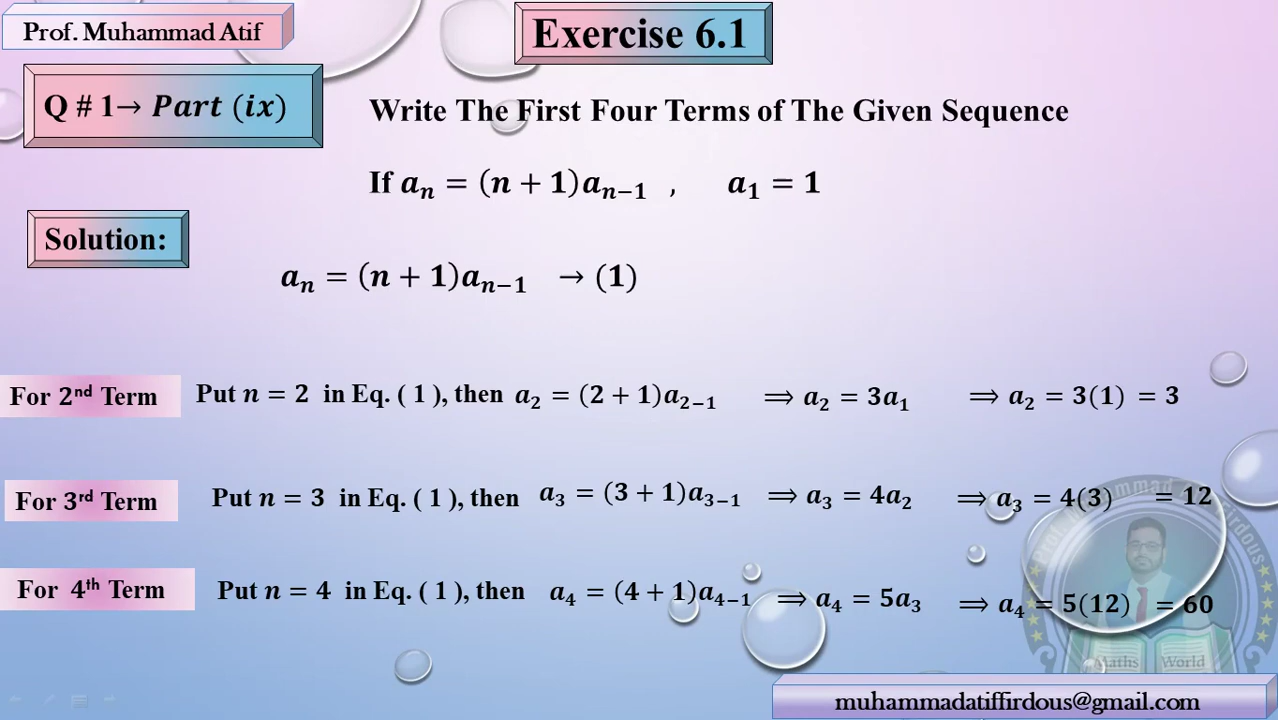 Prof. Muhammad Atif
Exercise 6.1
Q # 1→ Part (ix)
Write The First Four Terms of The Given Sequence
If aₙ = (n + 1)aₙ₋₁ , a₁ = 1
Solution:
aₙ = (n + 1)aₙ₋₁ → (1)
For 2ⁿᵈ Term Put n = 2 in Eq. ( 1 ), then a₂ = (2 + 1)a₂₋₁ ⟹ a₂ = 3a₁ ⟹ a₂ = 3(1) = 3
For 3ʳᵈ Term Put n = 3 in Eq. ( 1 ), then a₃ = (3 + 1)a₃₋₁ ⟹ a₃ = 4a₂ ⟹ a₃ = 4(3) = 12
For 4ᵗʰ Term Put n = 4 in Eq. ( 1 ), then a₄ = (4 + 1)a₄₋₁ ⟹ a₄ = 5a₃ ⟹ a₄ = 5(12) = 60
Maths World
muhammadatiffirdous@gmail.com